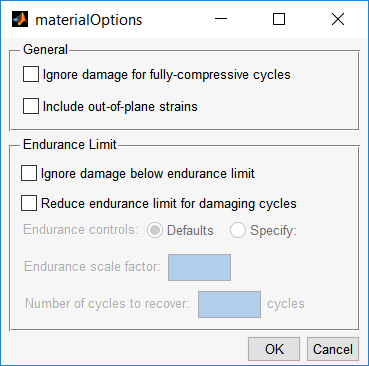 materialOptions
General
Ignore damage for fully-compressive cycles
Include out-of-plane strains
Endurance Limit
Ignore damage below endurance limit
Reduce endurance limit for damaging cycles
Endurance controls: Defaults Specify:
Endurance scale factor:
Number of cycles to recover: cycles
OK Cancel